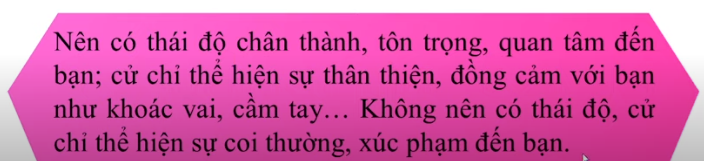 Nên có thái độ chân thành, tôn trọng, quan tâm đến
bạn; cử chỉ thể hiện sự thân thiện, đồng cảm với bạn
như khoác vai, cầm tay… Không nên có thái độ, cử
chỉ thể hiện sự coi thường, xúc phạm đến bạn.